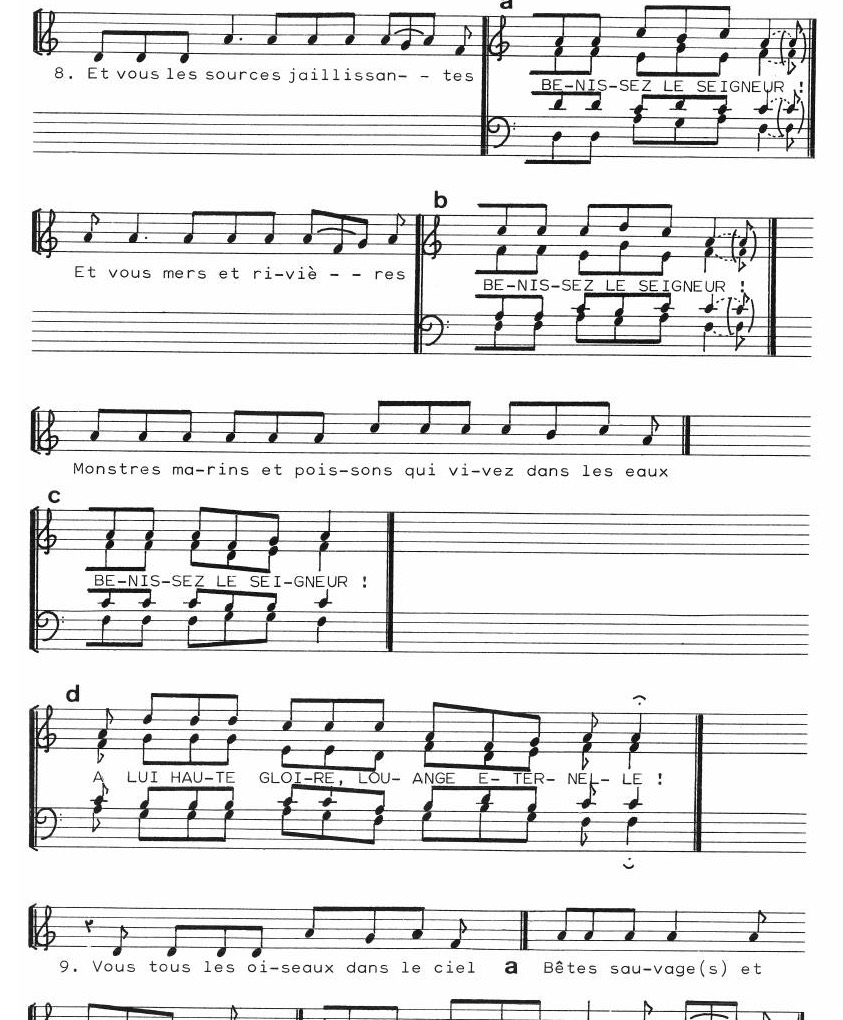 a
8. Et vous les sources jaillissan- - tes BE-NIS-SEZ LE SEIGNEUR !
b
Et vous mers et ri-viè - - res BE-NIS-SEZ LE SEIGNEUR !
Monstres ma-rins et pois-sons qui vi-vez dans les eaux
c
BE-NIS-SEZ LE SEI-GNEUR !
d
A LUI HAU-TE GLOI-RE, LOU- ANGE E- TER- NEL- LE !
9. Vous tous les oi-seaux dans le ciel a Bêtes sau-vage(s) et